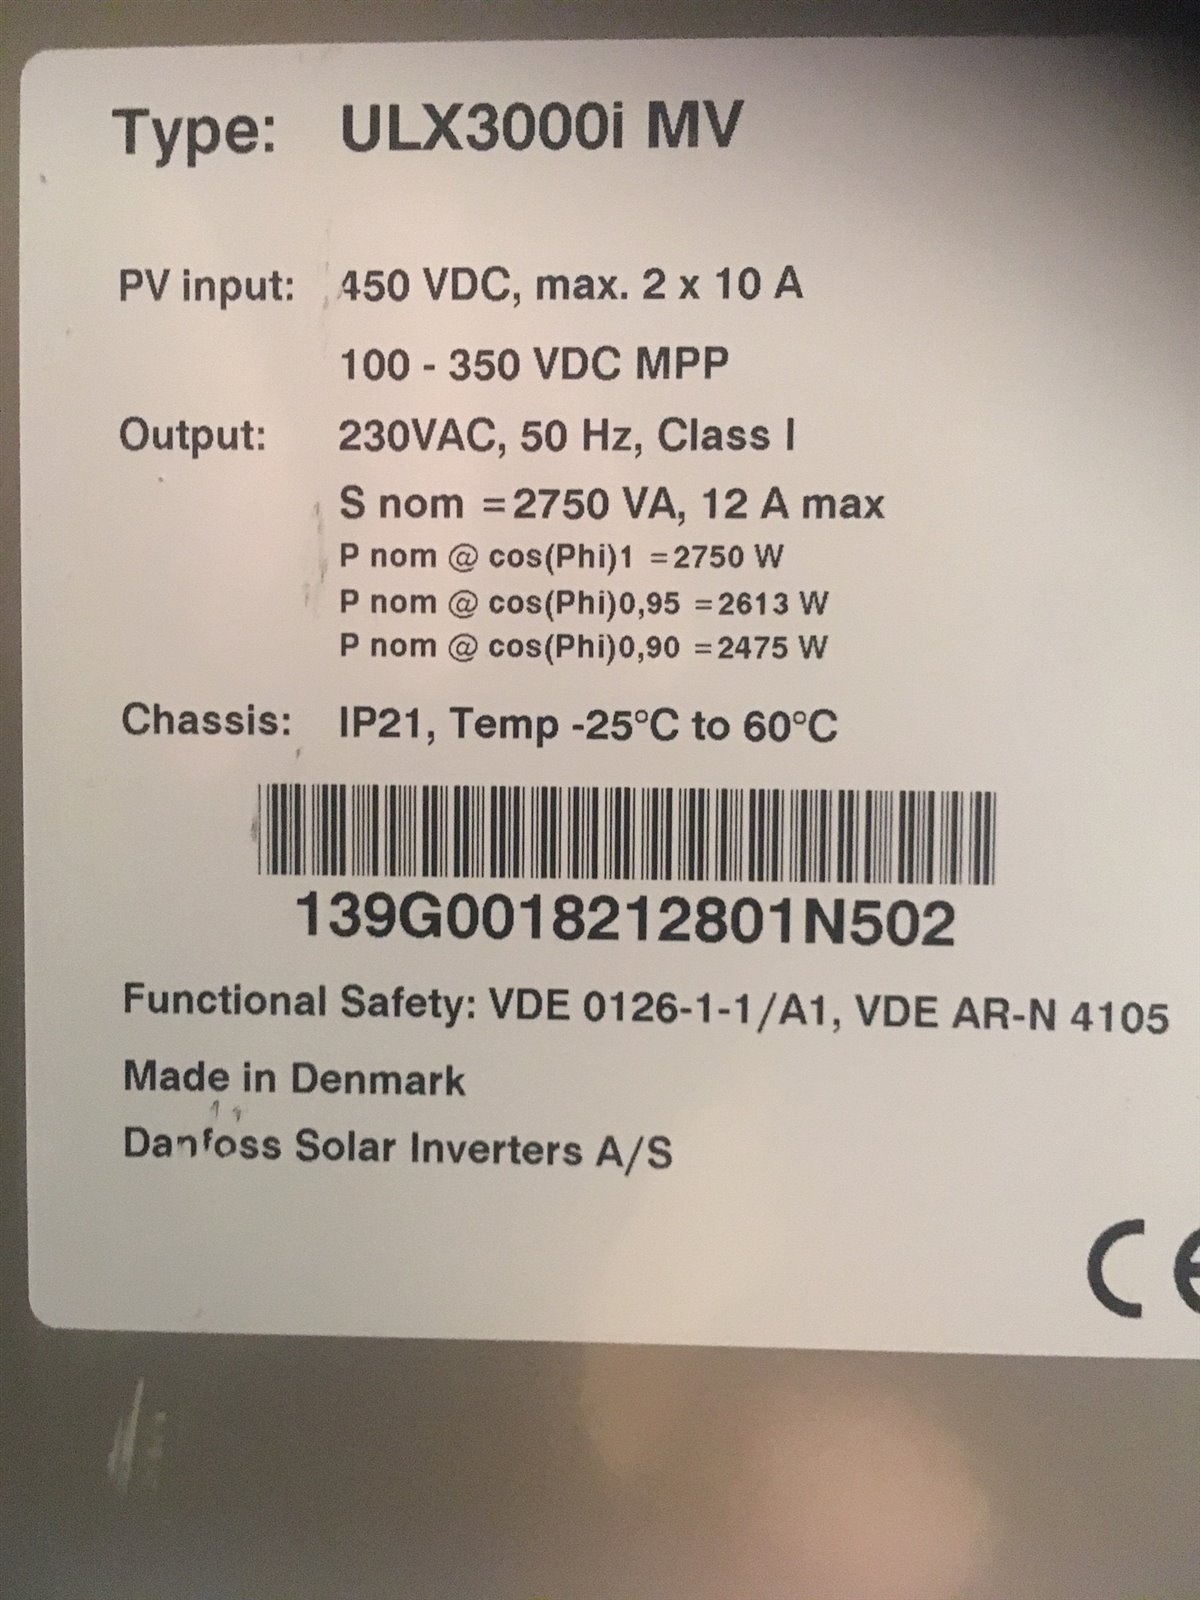 Type: ULX3000i MV
PV input: 450 VDC, max. 2 x 10 A
100 - 350 VDC MPP
Output: 230VAC, 50 Hz, Class I
S nom =2750 VA, 12 A max
P nom @ cos(Phi)1 =2750 W
P nom @ cos(Phi)0,95 =2613 W
P nom @ cos(Phi)0,90 =2475 W
Chassis: IP21, Temp -25°C to 60°C
139G0018212801N502
Functional Safety: VDE 0126-1-1/A1, VDE AR-N 4105
Made in Denmark
Danfoss Solar Inverters A/S
CE